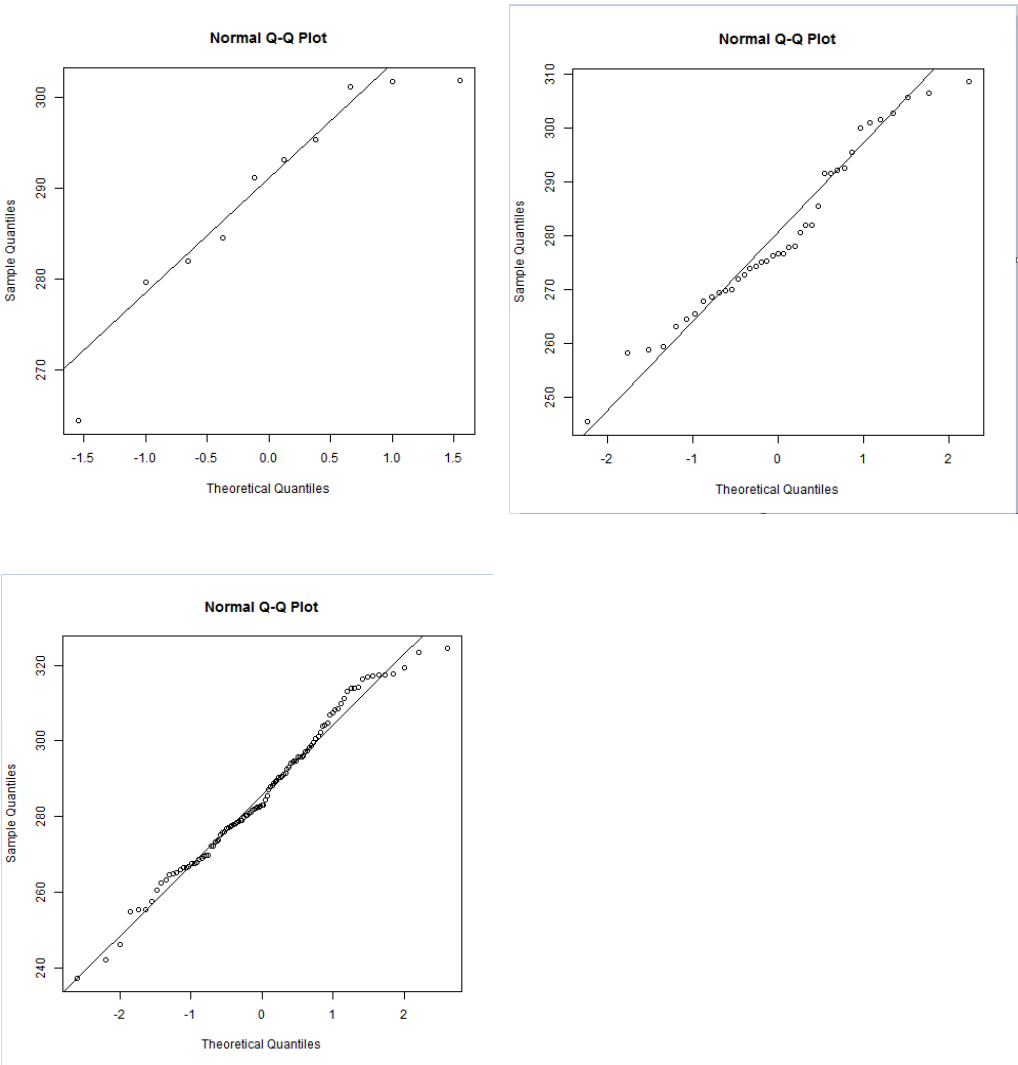 Normal Q-Q Plot
Sample Quantiles
300
290
280
270
-1.5 -1.0 -0.5 0.0 0.5 1.0 1.5
Theoretical Quantiles
Normal Q-Q Plot
Sample Quantiles
310
300
290
280
270
260
250
-2 -1 0 1 2
Theoretical Quantiles
Normal Q-Q Plot
Sample Quantiles
320
300
280
260
240
-2 -1 0 1 2
Theoretical Quantiles